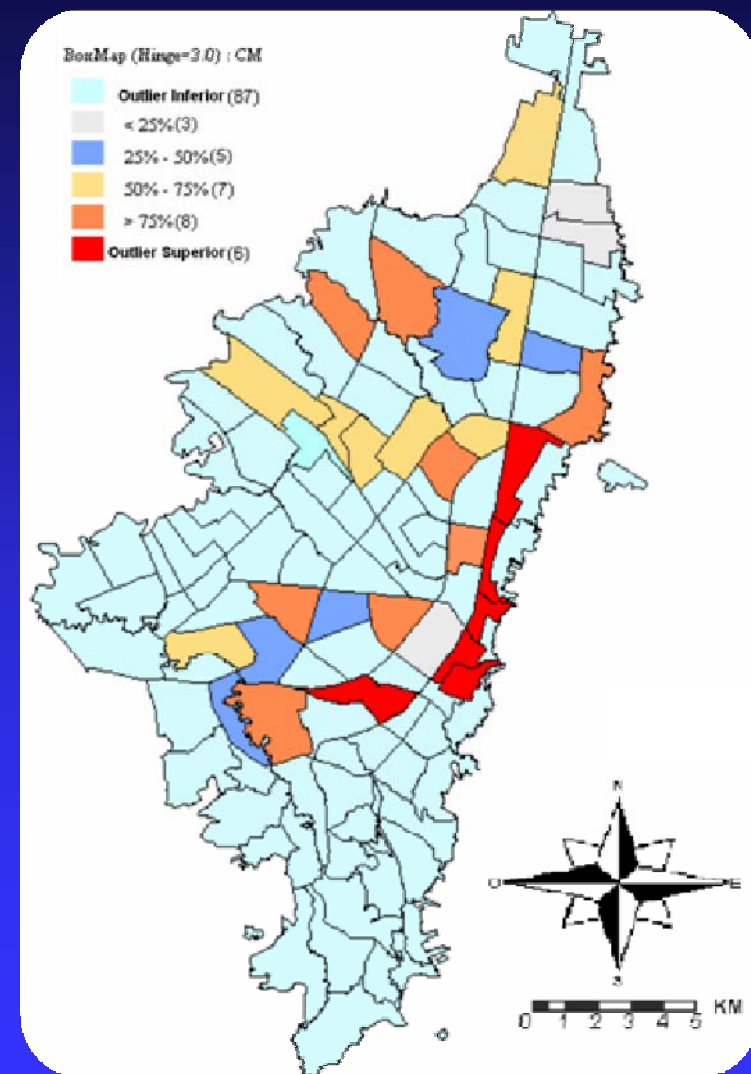 BoxMap (Hinge=3.0) : CM
Outlier Inferior (87)
< 25% (3)
25% - 50% (5)
50% - 75% (7)
> 75% (8)
Outlier Superior (6)
N
O E
S
0 1 2 3 4 5 KM